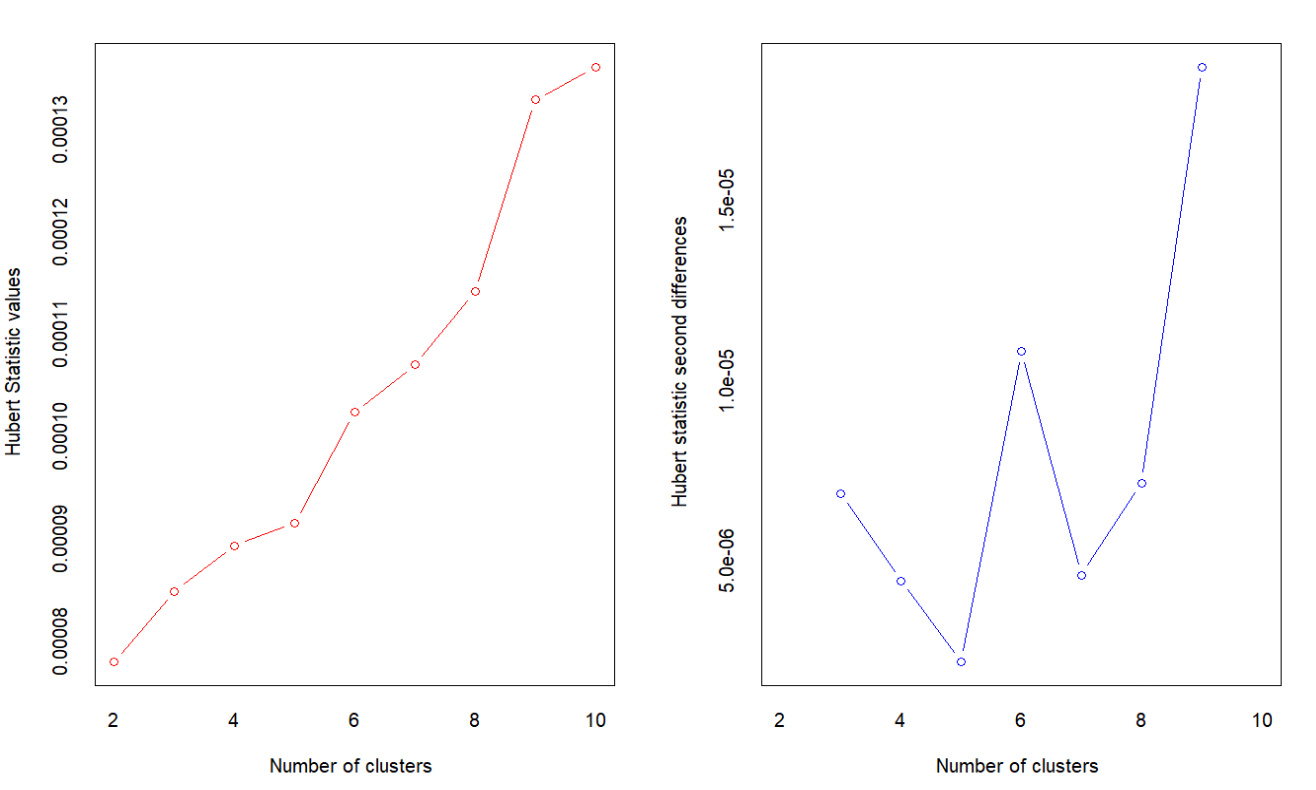 Hubert Statistic values
0.00008
0.00009
0.00010
0.00011
0.00012
0.00013
2
4
6
8
10
Number of clusters
Hubert statistic second differences
5.0e-06
1.0e-05
1.5e-05
2
4
6
8
10
Number of clusters